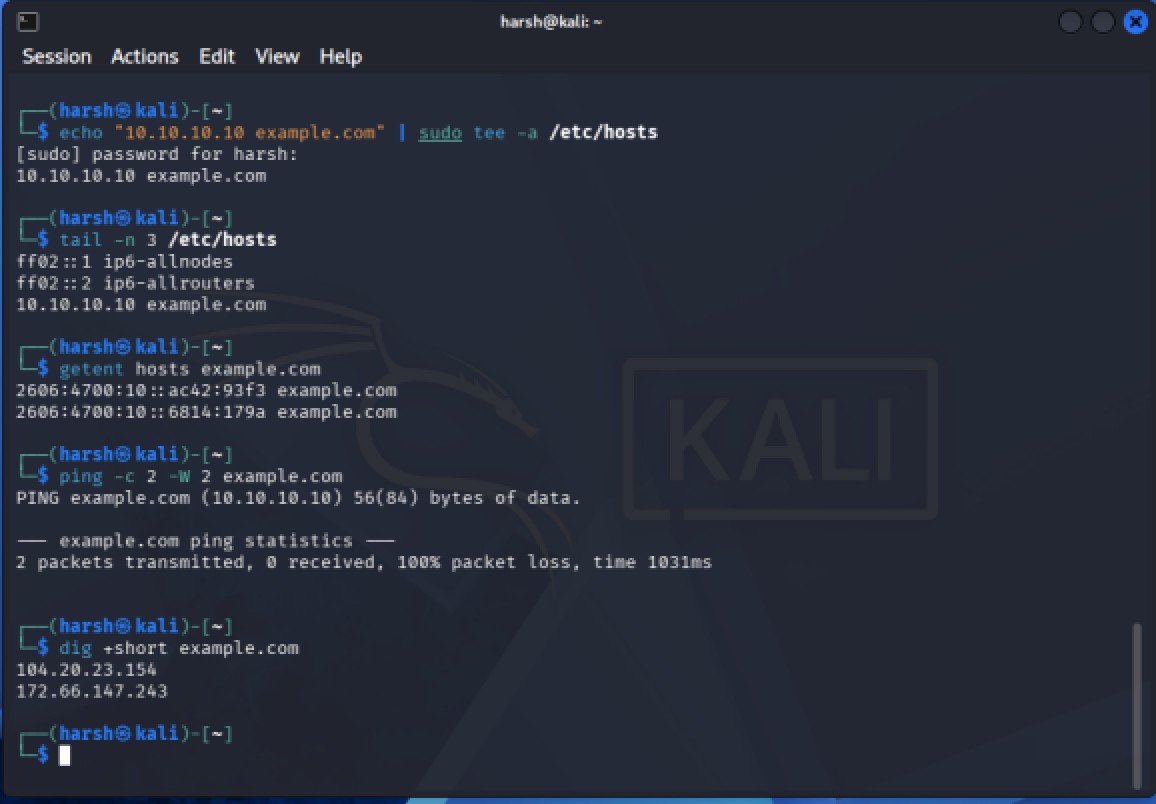 harsh@kali: ~
Session Actions Edit View Help
┌──(harsh㉿kali)-[~]
└─$ echo "10.10.10.10 example.com" | sudo tee -a /etc/hosts
[sudo] password for harsh:
10.10.10.10 example.com
┌──(harsh㉿kali)-[~]
└─$ tail -n 3 /etc/hosts
ff02::1 ip6-allnodes
ff02::2 ip6-allrouters
10.10.10.10 example.com
┌──(harsh㉿kali)-[~]
└─$ getent hosts example.com
2606:4700:10::ac42:93f3 example.com
2606:4700:10::6814:179a example.com
┌──(harsh㉿kali)-[~]
└─$ ping -c 2 -W 2 example.com
PING example.com (10.10.10.10) 56(84) bytes of data.
--- example.com ping statistics ---
2 packets transmitted, 0 received, 100% packet loss, time 1031ms
┌──(harsh㉿kali)-[~]
└─$ dig +short example.com
104.20.23.154
172.66.147.243
┌──(harsh㉿kali)-[~]
└─$
KALI